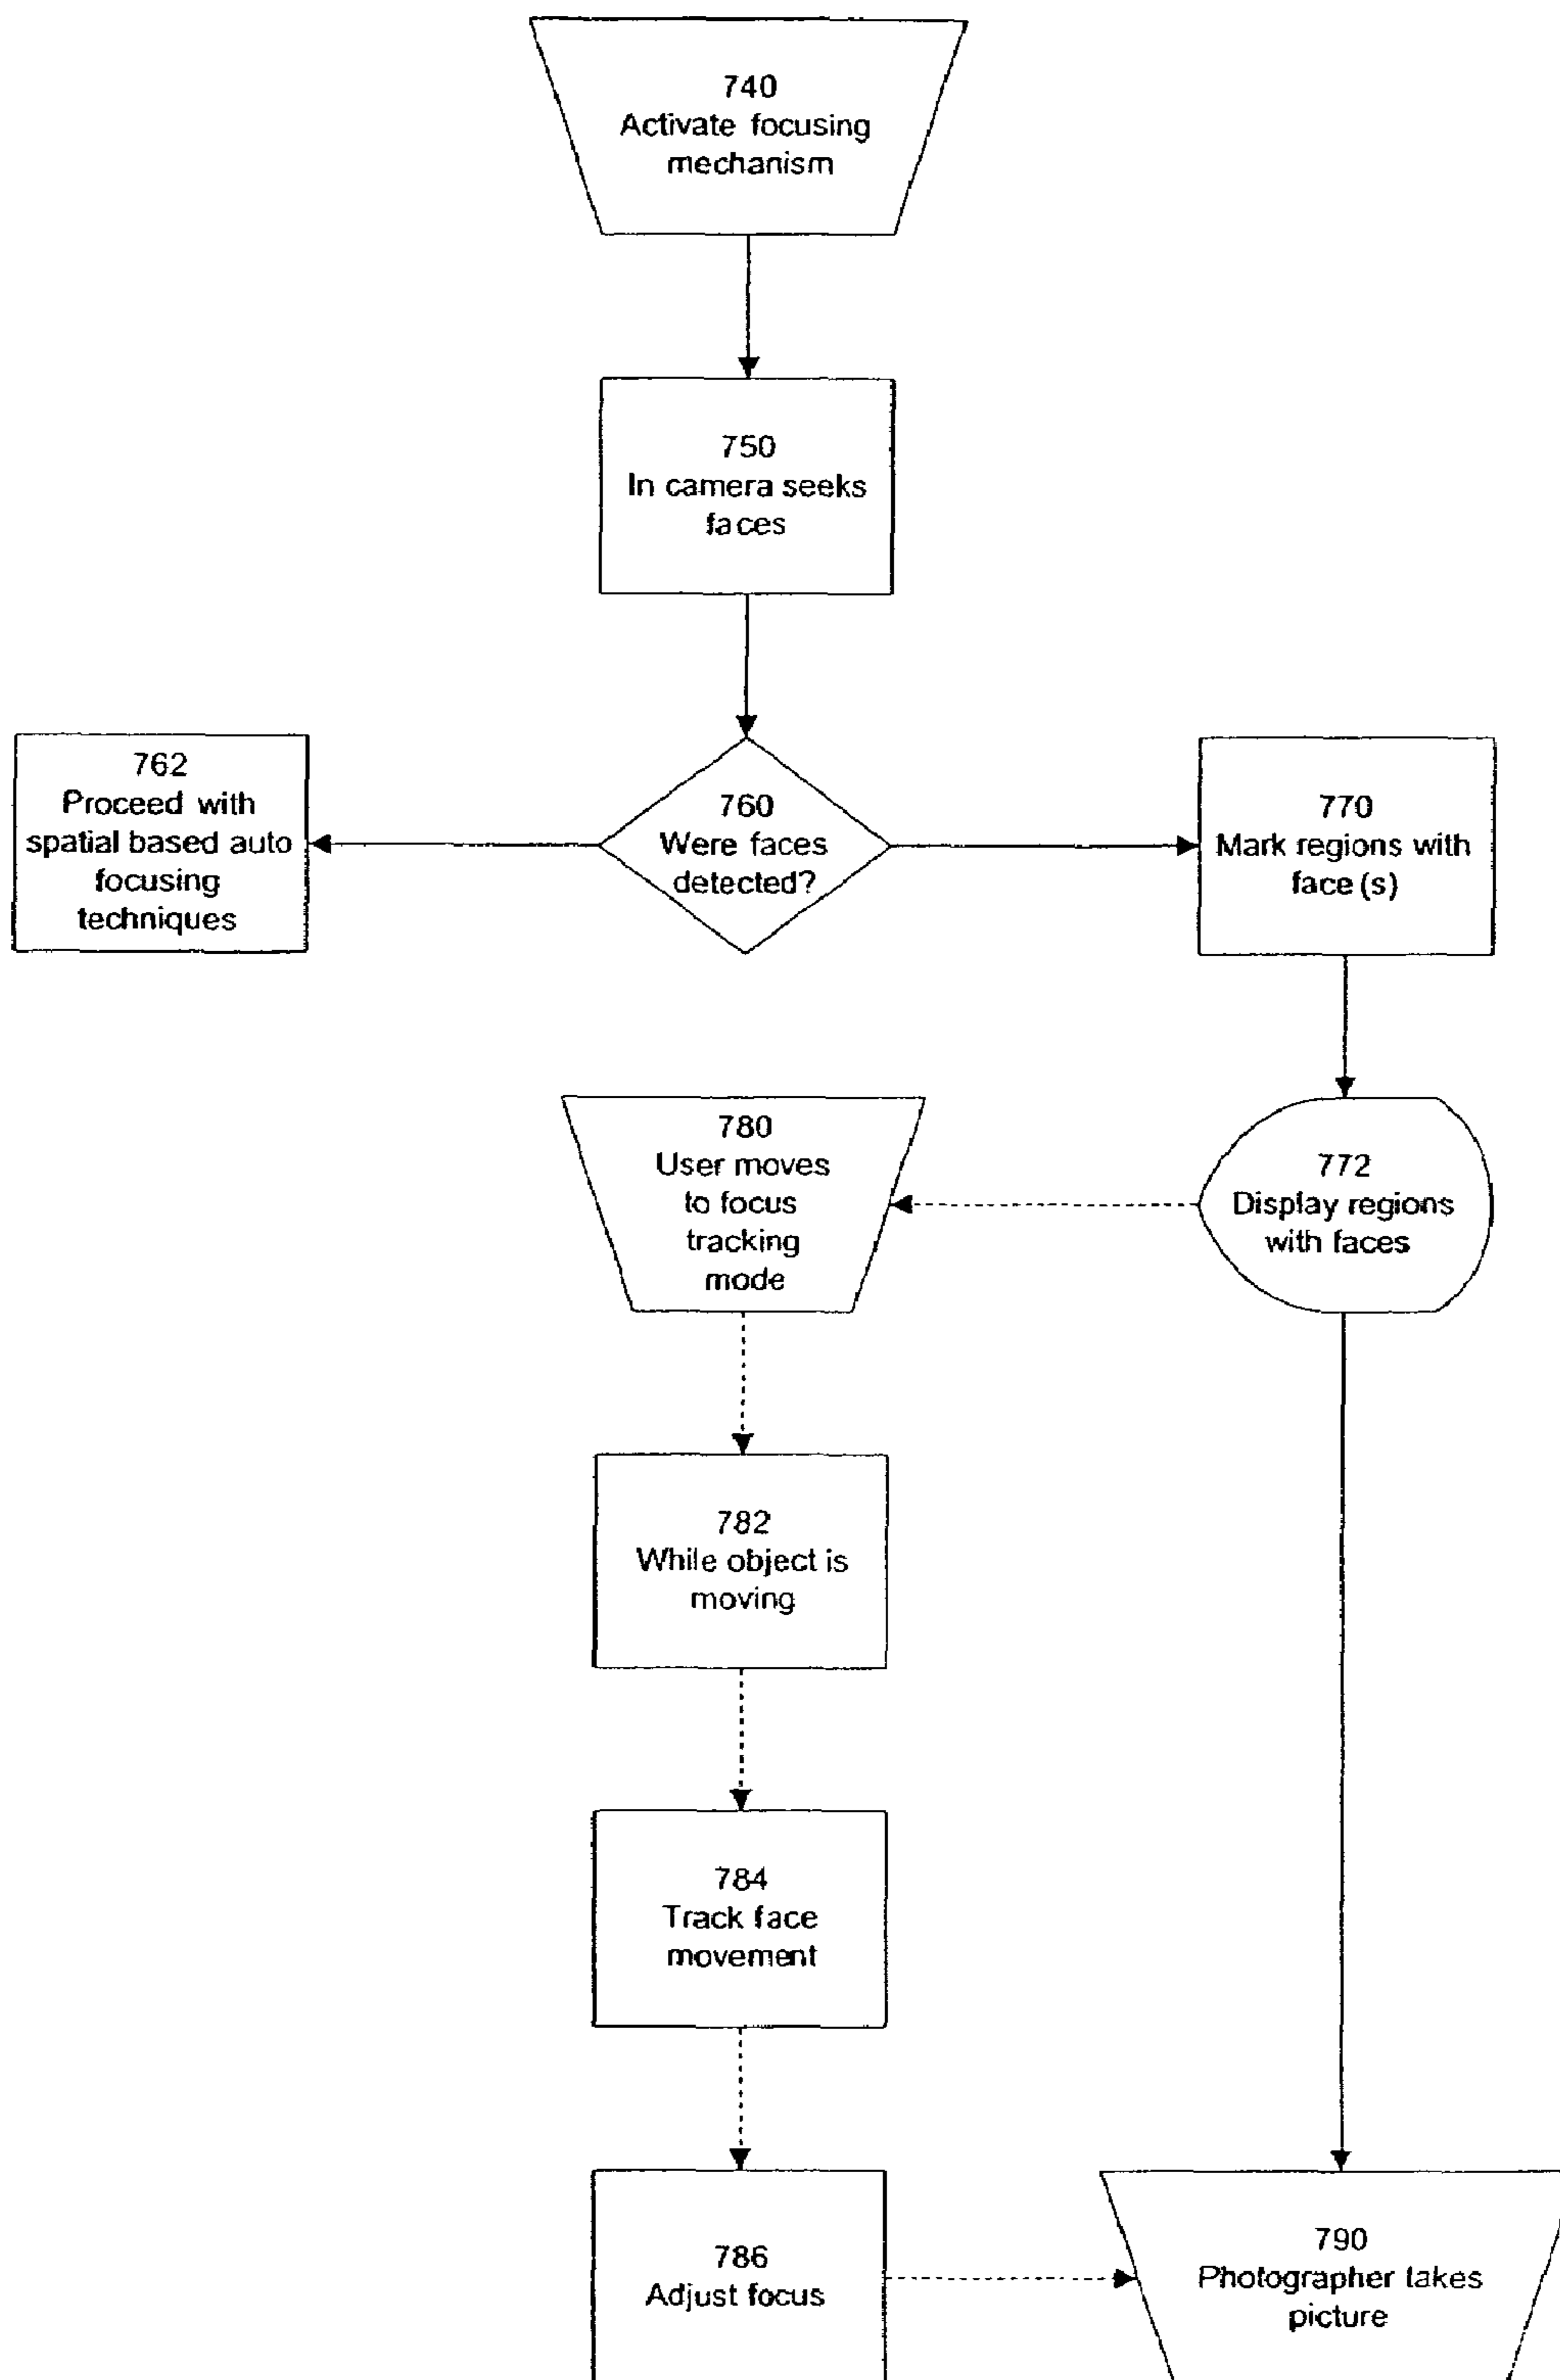 740
Activate focusing
mechanism
750
In camera seeks
faces
762
Proceed with
spatial based auto
focusing
techniques
760
Were faces
detected?
770
Mark regions with
face(s)
780
User moves
to focus
tracking
mode
772
Display regions
with faces
782
While object is
moving
784
Track face
movement
786
Adjust focus
790
Photographer takes
picture